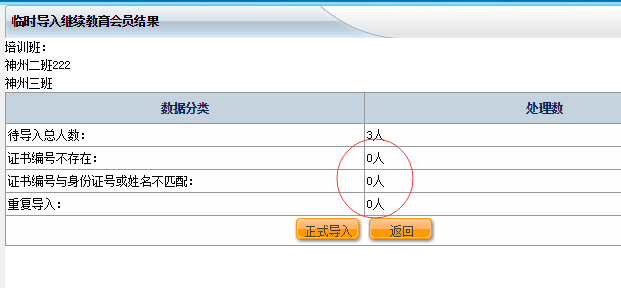 临时导入继续教育会员结果
培训班:
神州二班222
神州三班
数据分类 处理数
待导入总人数: 3人
证书编号不存在: 0人
证书编号与身份证号或姓名不匹配: 0人
重复导入: 0人
正式导入 返回